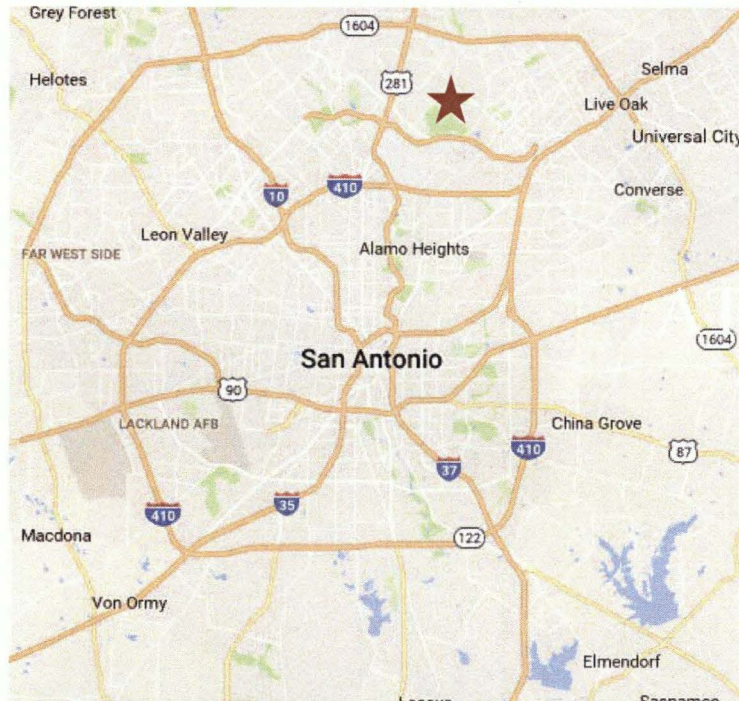 Grey Forest
1604
Selma
Helotes
281
Live Oak
Universal City
410
10
Converse
Leon Valley
Alamo Heights
FAR WEST SIDE
1604
San Antonio
90
LACKLAND AFB
China Grove
410
87
37
35
410
Macdona
122
Von Ormy
Elmendorf